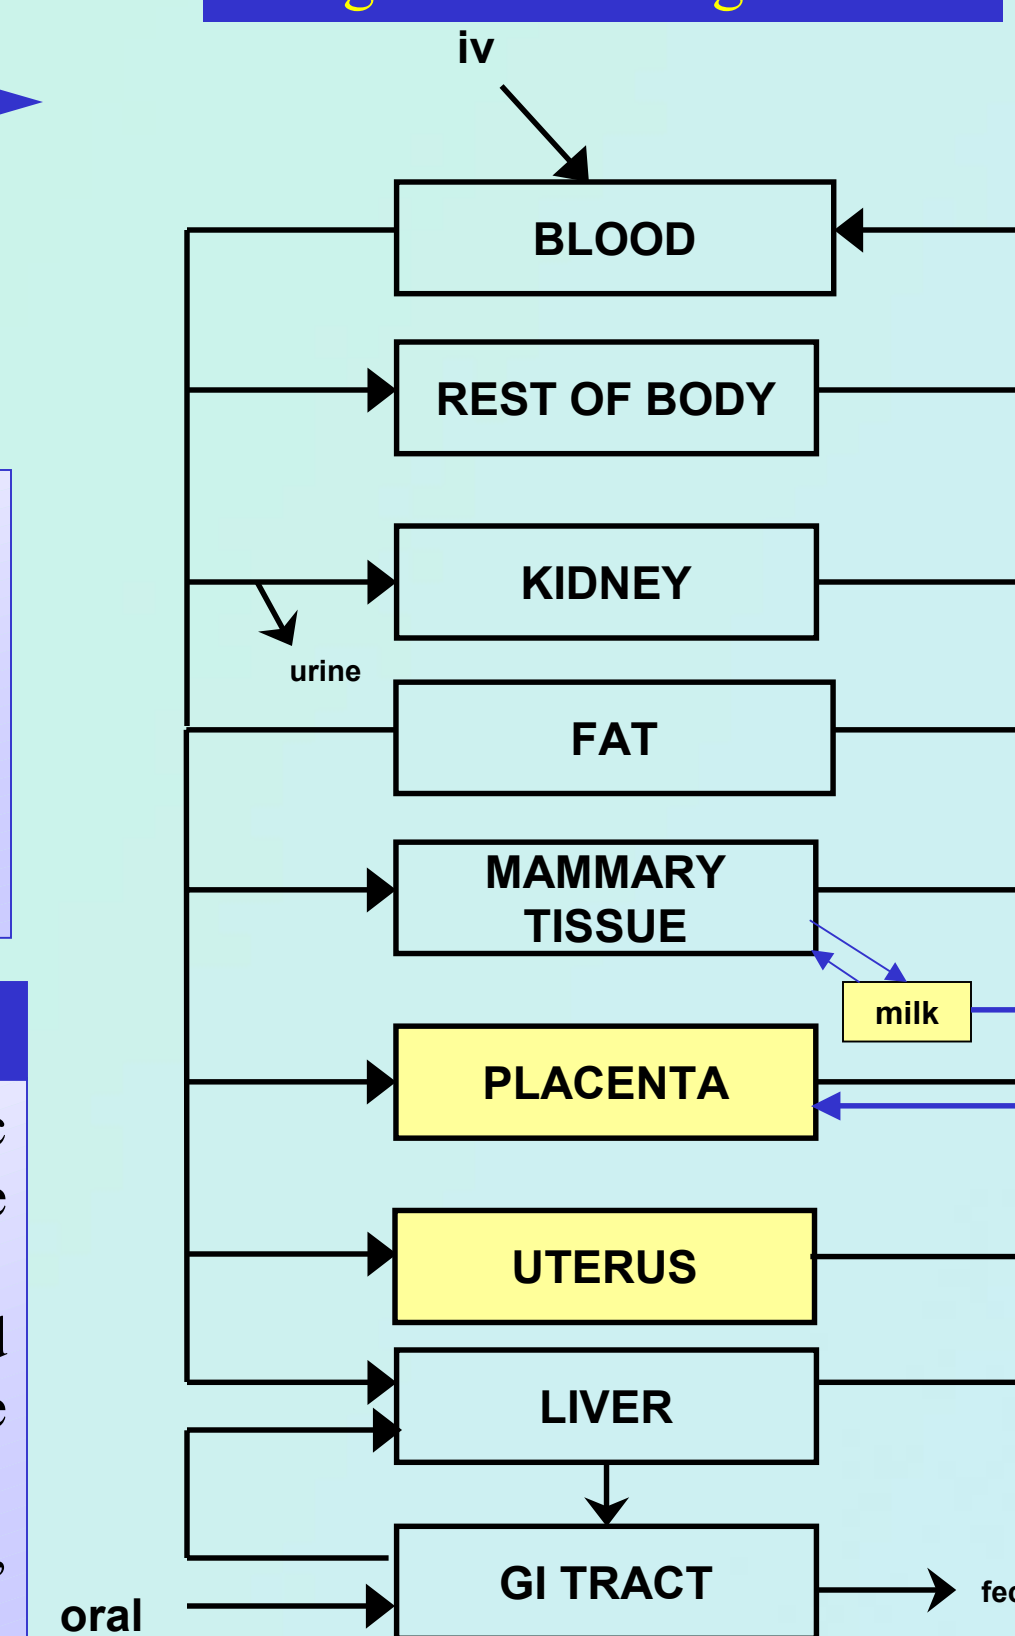 iv
BLOOD
REST OF BODY
KIDNEY
urine
FAT
MAMMARY
TISSUE
milk
PLACENTA
UTERUS
LIVER
GI TRACT
oral